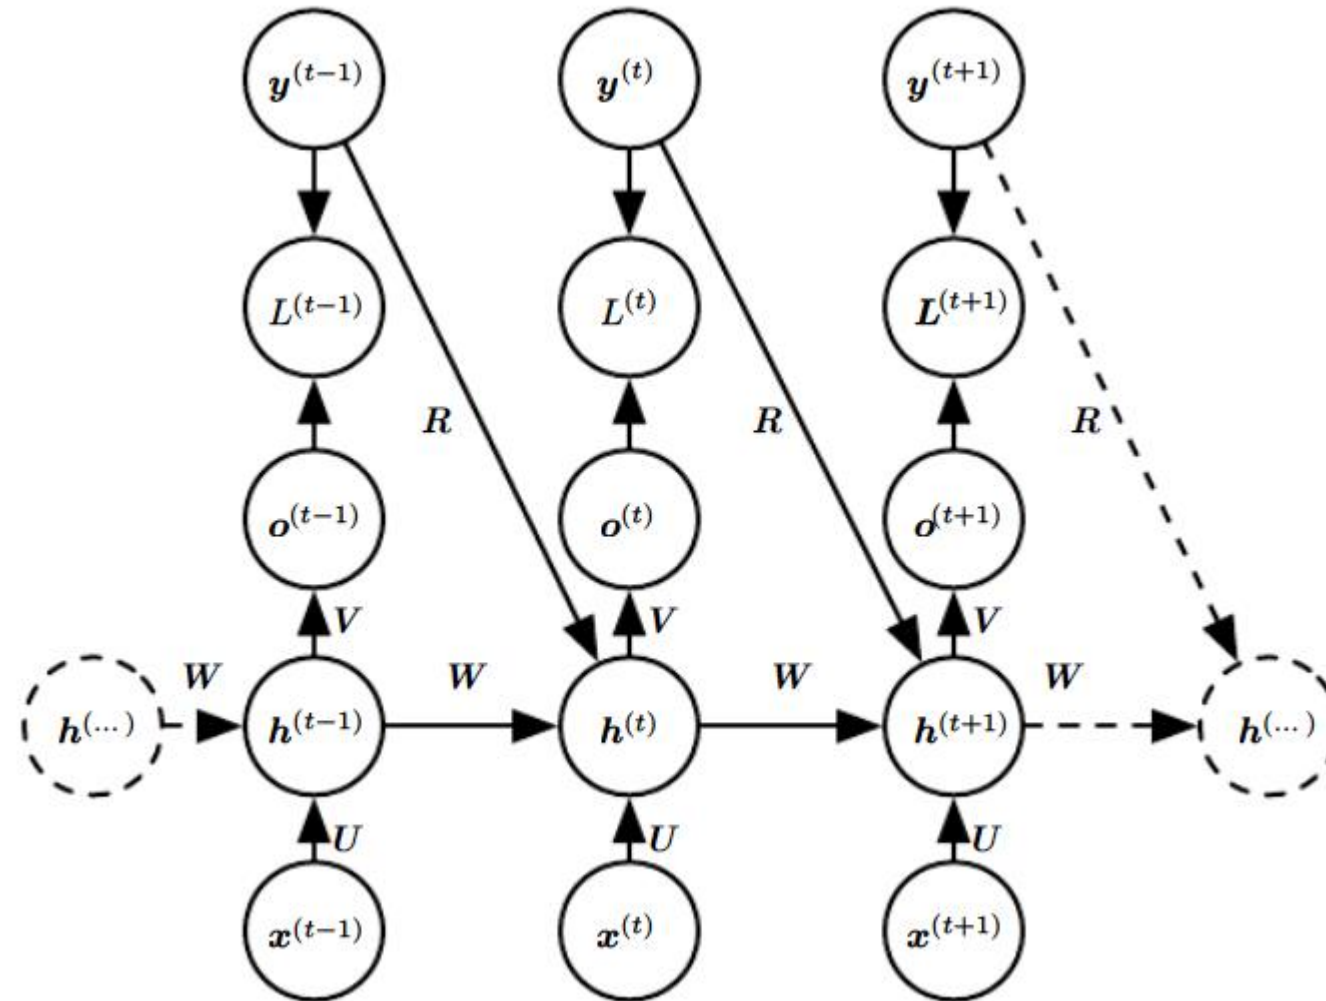 y^(t−1) y^(t) y^(t+1)
L^(t−1) L^(t) L^(t+1)
R R R
o^(t−1) o^(t) o^(t+1)
V V V
W W W W
h^(...) h^(t−1) h^(t) h^(t+1) h^(...)
U U U
x^(t−1) x^(t) x^(t+1)